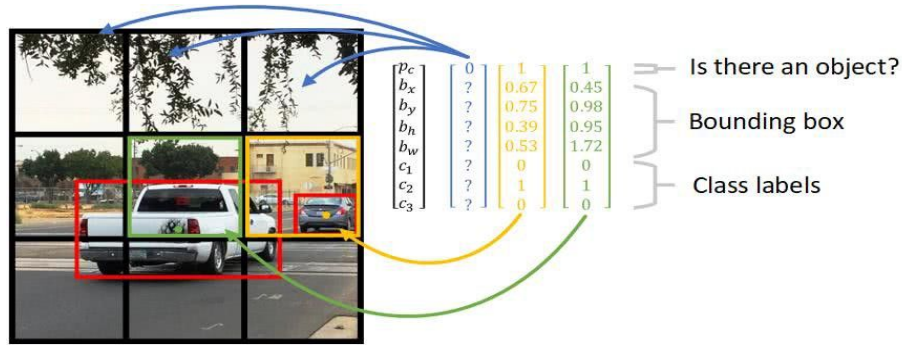 p_c 0 1 1 Is there an object?
b_x ? 0.67 0.45
b_y ? 0.75 0.98 Bounding box
b_h ? 0.39 0.95
b_w ? 0.53 1.72
c_1 ? 0 0
c_2 ? 1 1 Class labels
c_3 ? 0 0